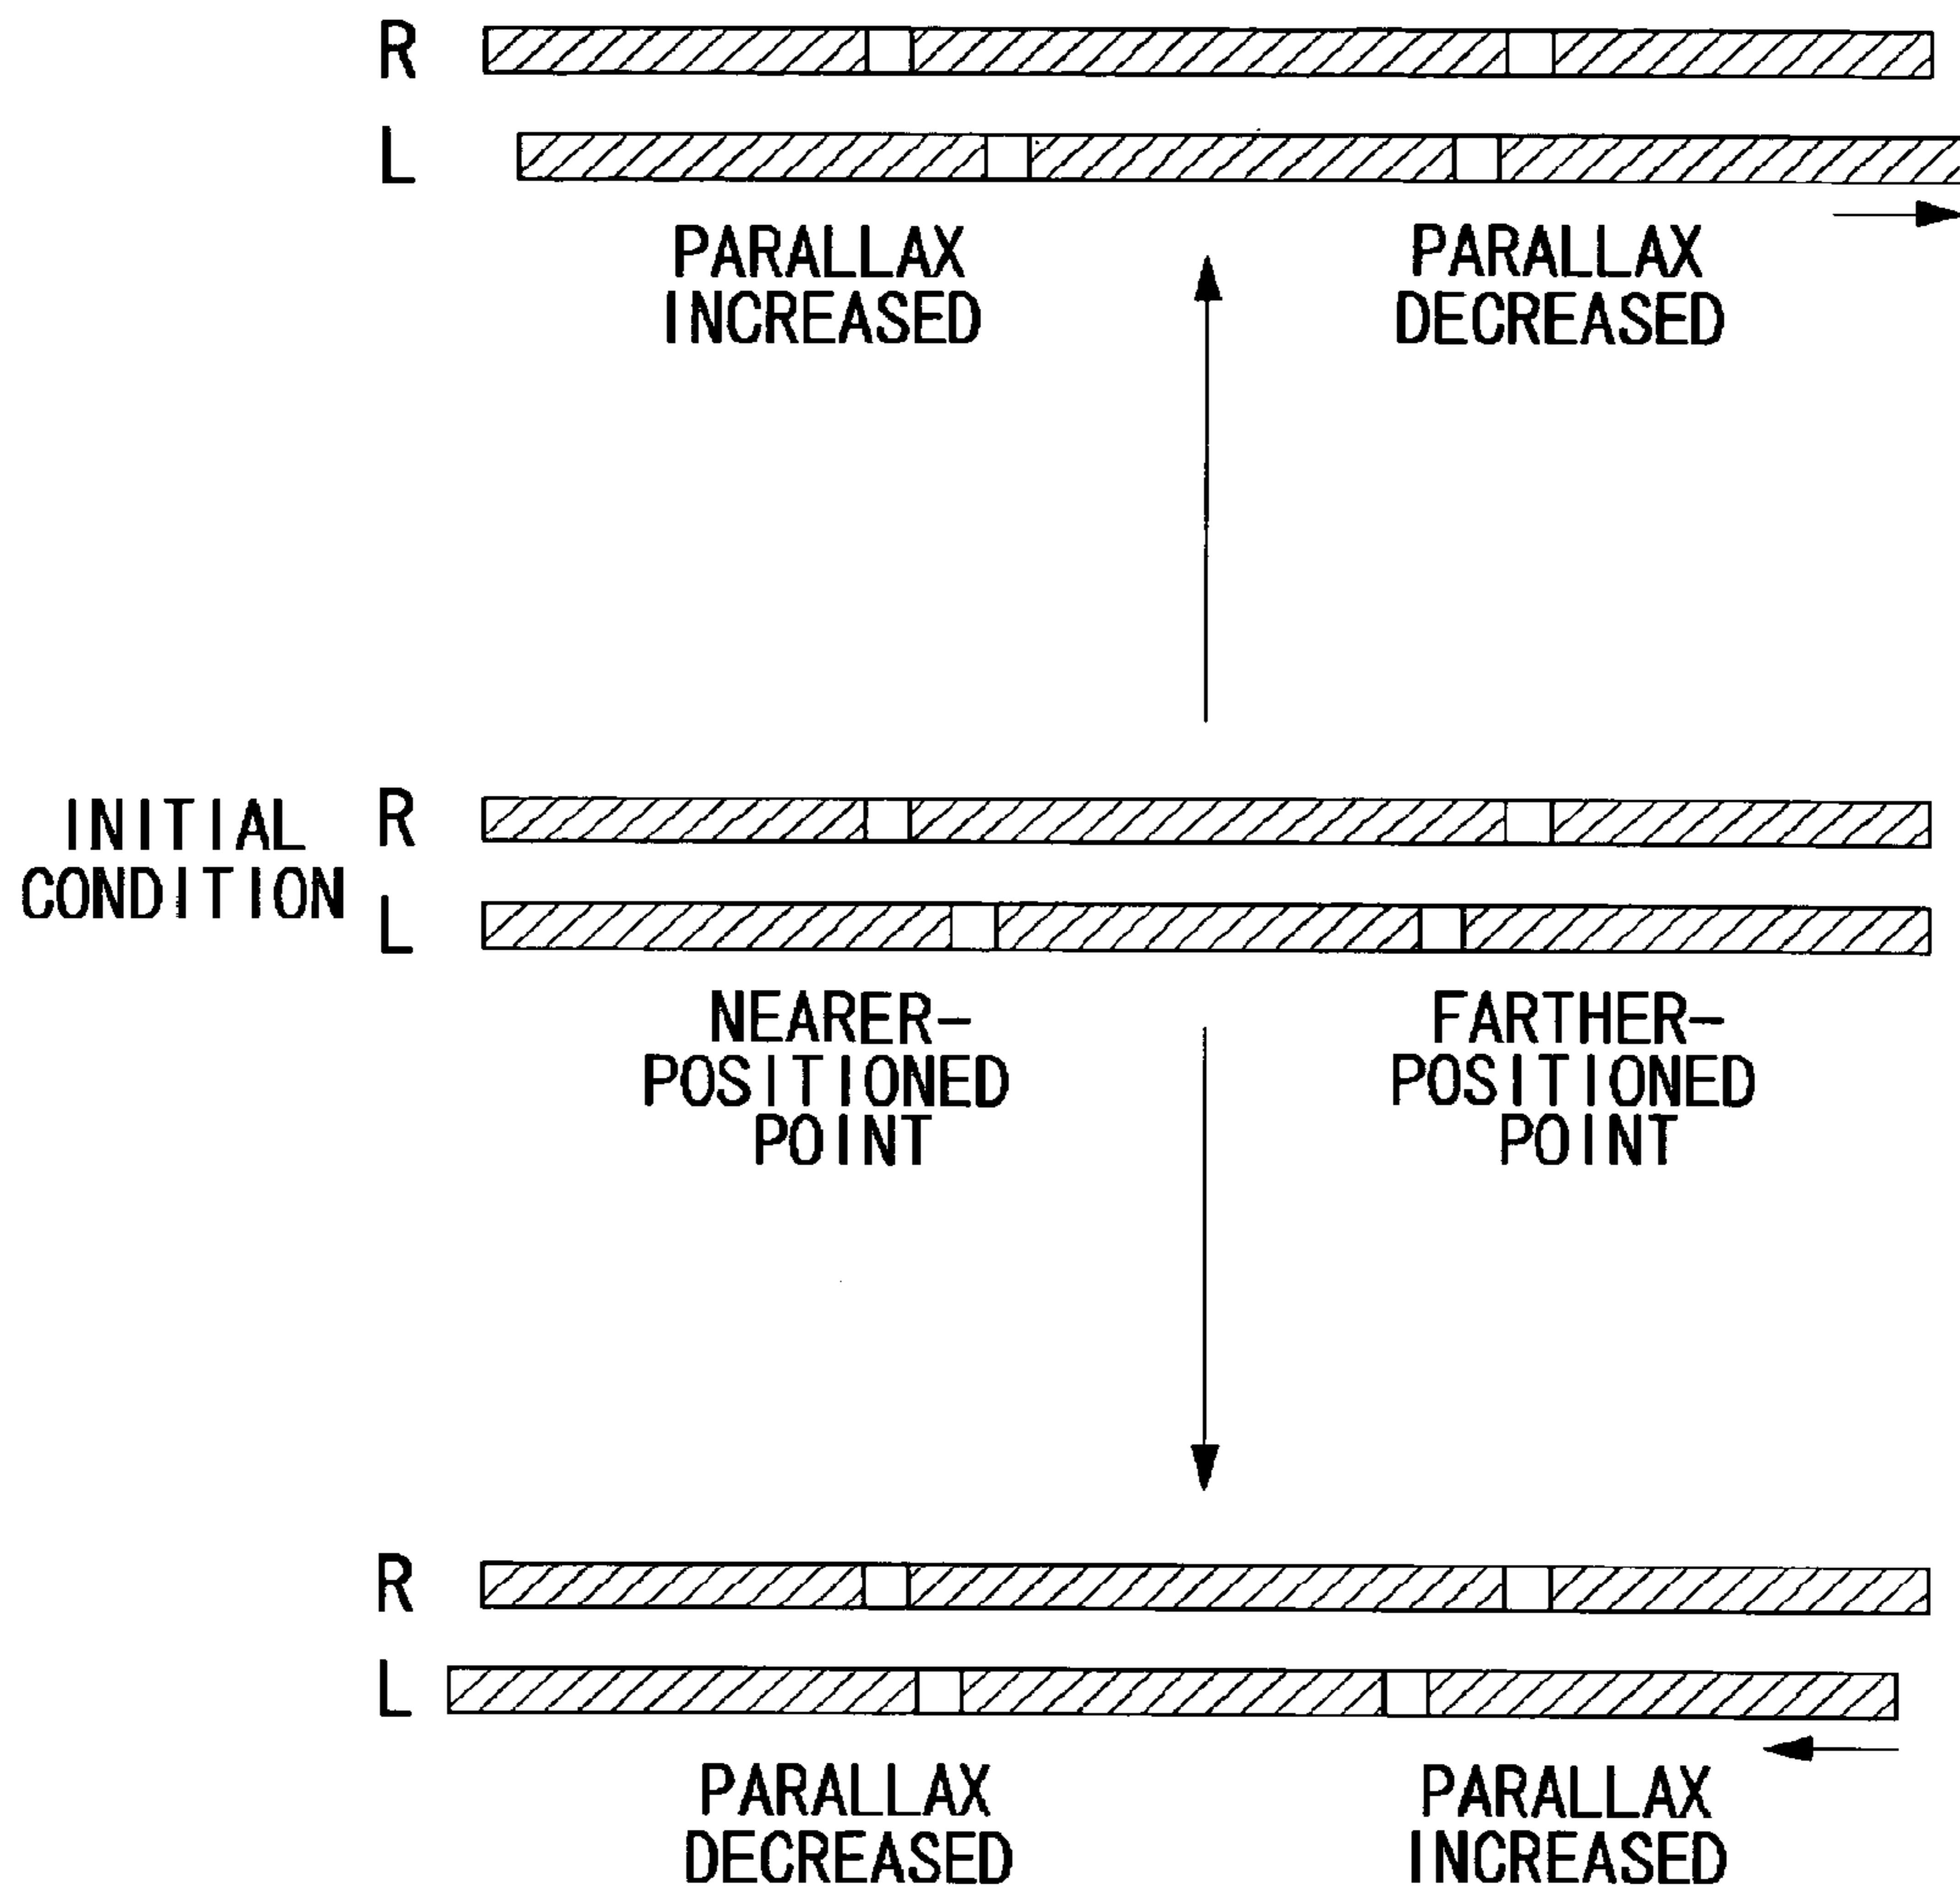 R
L
PARALLAX
INCREASED
PARALLAX
DECREASED
INITIAL
CONDITION
R
L
NEARER-
POSITIONED
POINT
FARTHER-
POSITIONED
POINT
R
L
PARALLAX
DECREASED
PARALLAX
INCREASED